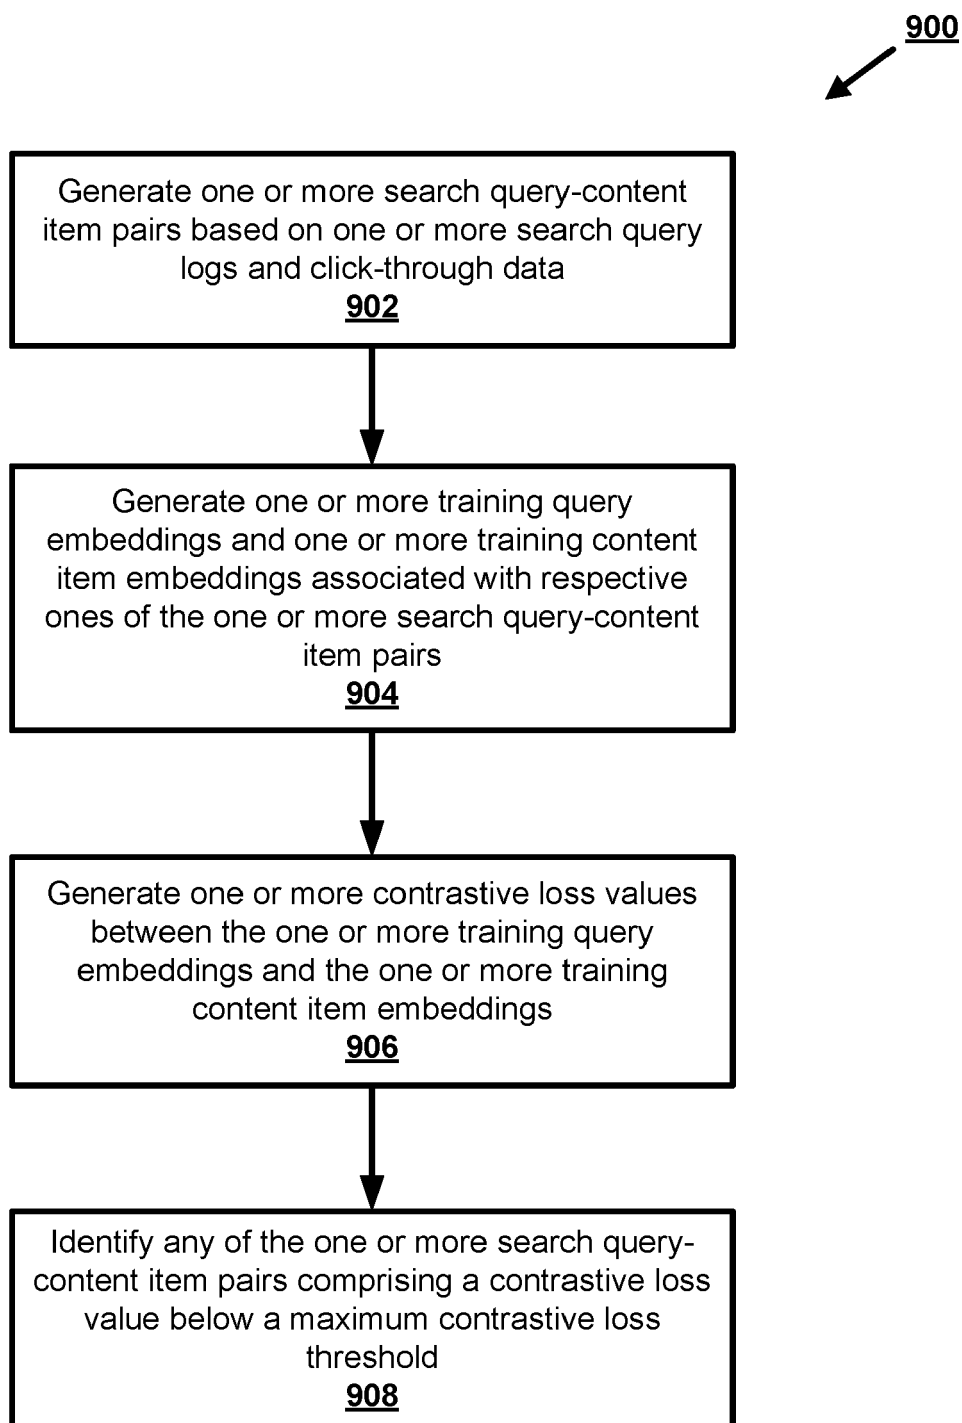 900
Generate one or more search query-content
item pairs based on one or more search query
logs and click-through data
902
Generate one or more training query
embeddings and one or more training content
item embeddings associated with respective
ones of the one or more search query-content
item pairs
904
Generate one or more contrastive loss values
between the one or more training query
embeddings and the one or more training
content item embeddings
906
Identify any of the one or more search query-
content item pairs comprising a contrastive loss
value below a maximum contrastive loss
threshold
908